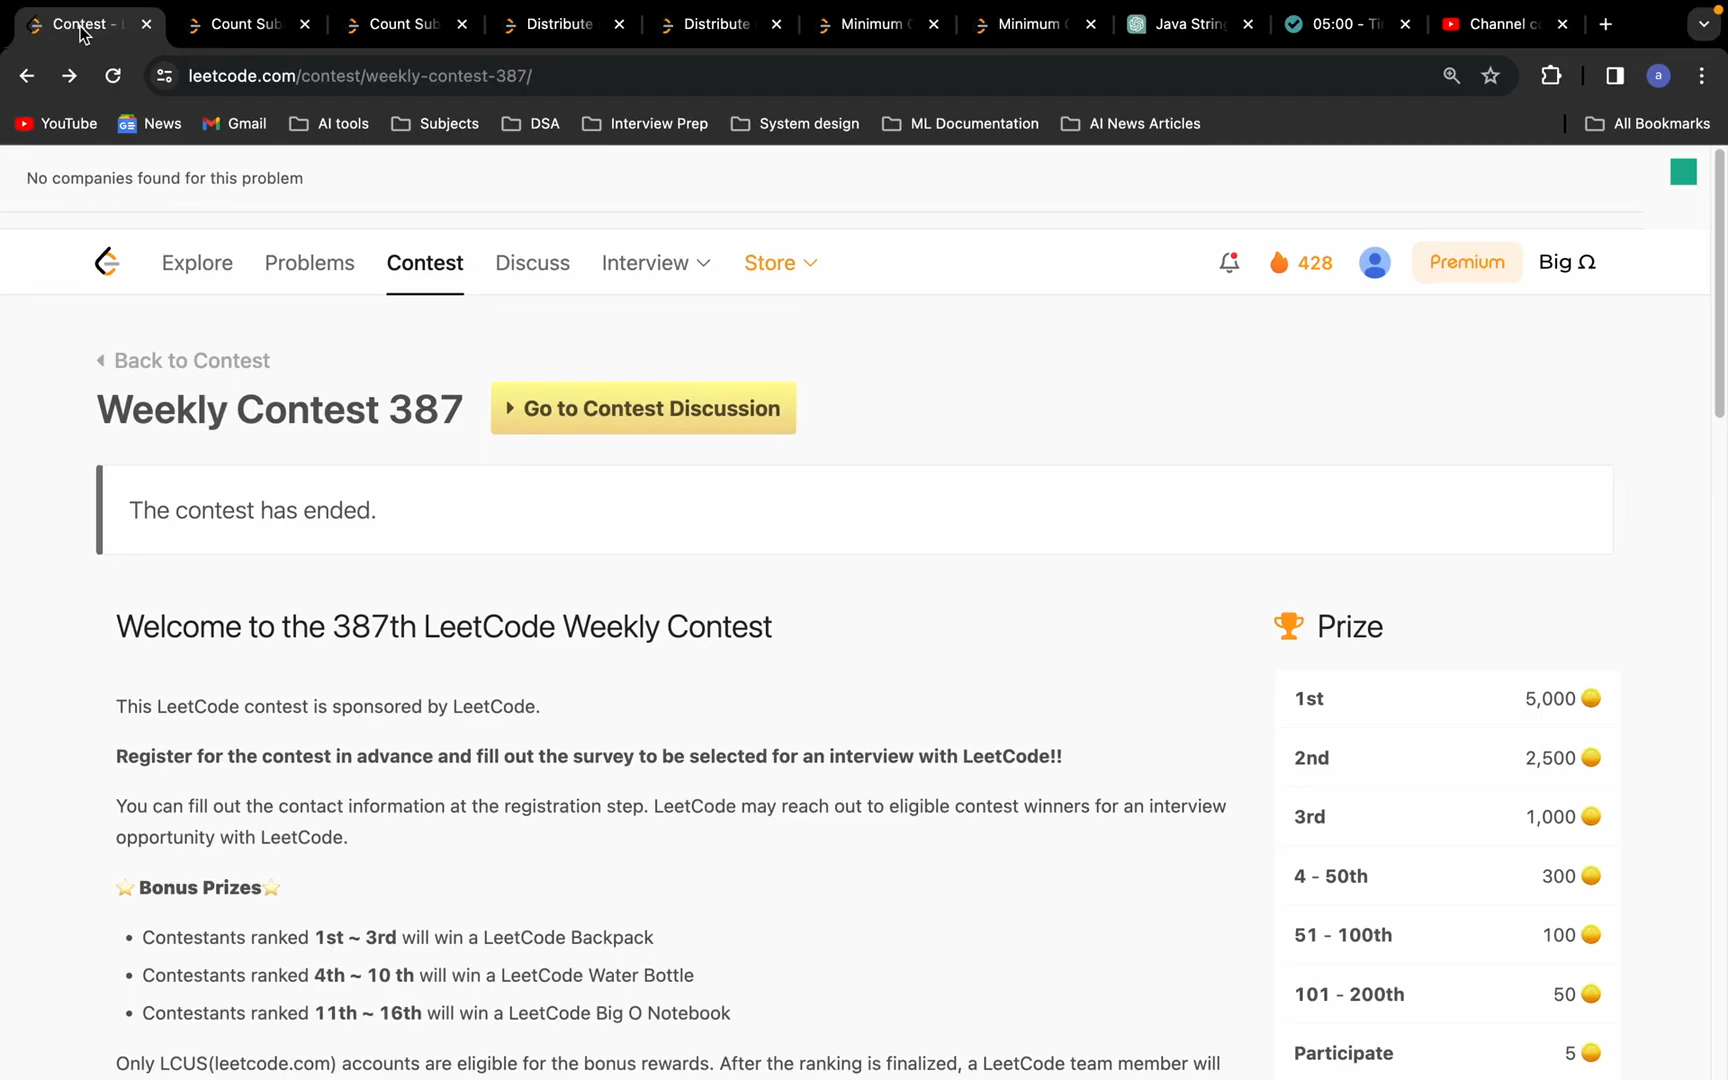 Contest - L
Count Sub
Count Sub
Distribute
Distribute
Minimum
Minimum
Java String
05:00 - Ti
Channel c
leetcode.com/contest/weekly-contest-387/
a
YouTube
News
Gmail
AI tools
Subjects
DSA
Interview Prep
System design
ML Documentation
AI News Articles
All Bookmarks
No companies found for this problem
Explore
Problems
Contest
Discuss
Interview
Store
428
Premium
Big Ω
Back to Contest
Weekly Contest 387
Go to Contest Discussion
The contest has ended.
Welcome to the 387th LeetCode Weekly Contest
This LeetCode contest is sponsored by LeetCode.
Register for the contest in advance and fill out the survey to be selected for an interview with LeetCode!!
You can fill out the contact information at the registration step. LeetCode may reach out to eligible contest winners for an interview
opportunity with LeetCode.
⭐ Bonus Prizes⭐
• Contestants ranked 1st ~ 3rd will win a LeetCode Backpack
• Contestants ranked 4th ~ 10 th will win a LeetCode Water Bottle
• Contestants ranked 11th ~ 16th will win a LeetCode Big O Notebook
Only LCUS(leetcode.com) accounts are eligible for the bonus rewards. After the ranking is finalized, a LeetCode team member will
Prize
1st 5,000
2nd 2,500
3rd 1,000
4 - 50th 300
51 - 100th 100
101 - 200th 50
Participate 5